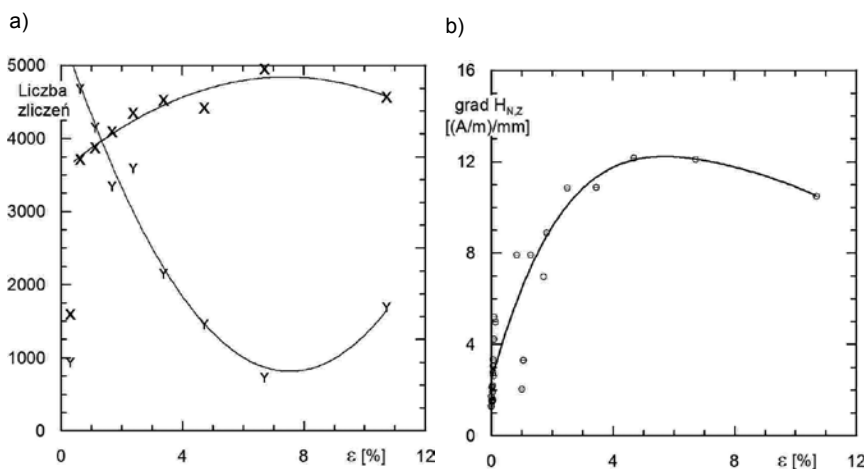 a)
5000
Liczba
zliczeń
4000
3000
2000
1000
0
0
4
8
ε [%]
12
X
X
X
X
X
X
X
X
Y
Y
Y
Y
Y
Y
Y
Y
Y
b)
16
grad H N,Z
[(A/m)/mm]
12
8
4
0
0
4
8
ε [%]
12